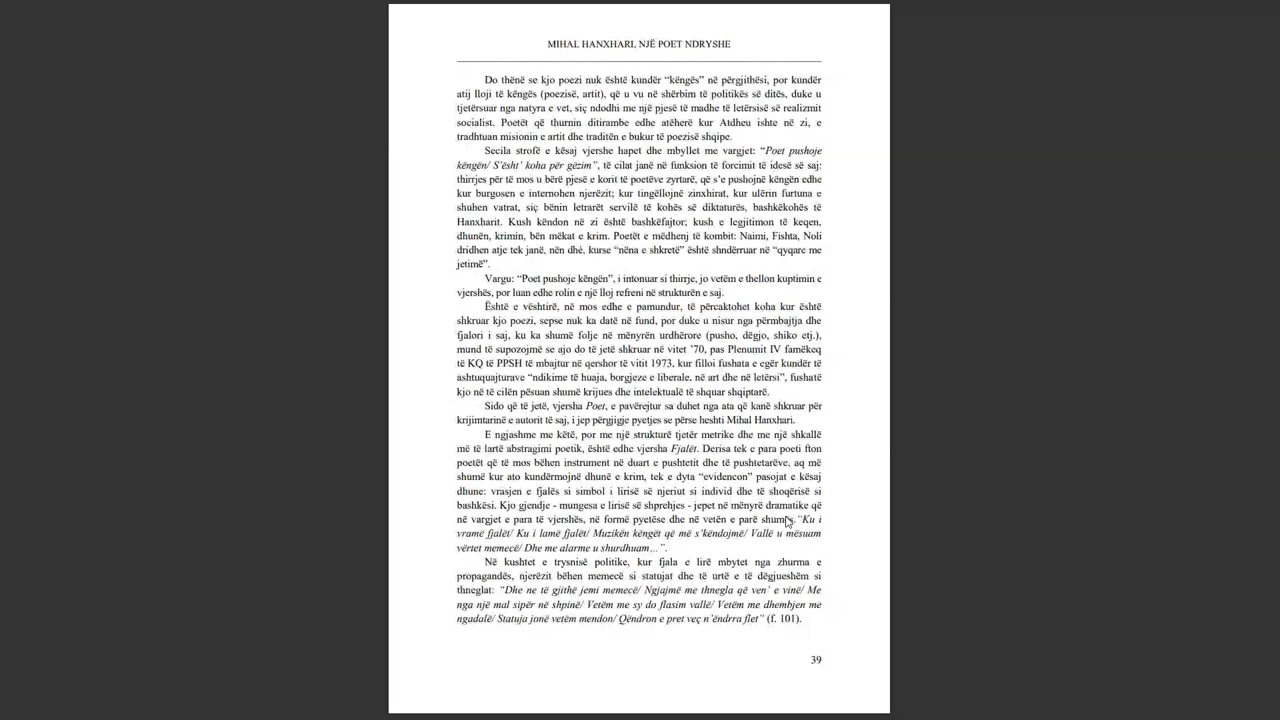 MIHAL HANXHARI, NJË POET NDRYSHE
Do thënë se kjo poezi nuk është kundër “këngës” në përgjithësi, por kundër
atij lloji të këngës (poezisë, artit), që u vu në shërbim të politikës së ditës, duke u
tjetërsuar nga natyra e vet, siç ndodhi me një pjesë të madhe të letërsisë së realizmit
socialist. Poetët që thurnin ditirambe edhe atëherë kur Atdheu ishte në zi, e
tradhtuan misionin e artit dhe traditën e bukur të poezisë shqipe.
Secila strofë e kësaj vjershe hapet dhe mbyllet me vargjet: “Poet pushoje
këngën/ S’ësht’ koha për gëzim”, të cilat janë në funksion të forcimit të idesë së saj:
thirrjes për të mos u bërë pjesë e korit të poetëve zyrtarë, që s’e pushojnë këngën edhe
kur burgosen e internohen njerëzit; kur tingëllojnë zinxhirat, kur ulërin furtuna e
shuhen vatrat, siç bënin letrarët servilë të kohës së diktaturës, bashkëkohës të
Hanxharit. Kush këndon në zi është bashkëfajtor; kush e legjitimon të keqen,
dhunën, krimin, bën mëkat e krim. Poetët e mëdhenj të kombit: Naimi, Fishta, Noli
dridhen atje tek janë, nën dhé, kurse “nëna e shkretë” është shndërruar në “qyqare me
jetimë”.
Vargu: “Poet pushoje këngën”, i intonuar si thirrje, jo vetëm e thellon kuptimin e
vjershës, por luan edhe rolin e një lloj refreni në strukturën e saj.
Është e vështirë, në mos edhe e pamundur, të përcaktohet koha kur është
shkruar kjo poezi, sepse nuk ka datë në fund, por duke u nisur nga përmbajtja dhe
fjalori i saj, ku ka shumë folje në mënyrën urdhërore (pusho, dëgjo, shiko etj.),
mund të supozojmë se ajo do të jetë shkruar në vitet ’70, pas Plenumit IV famëkeq
të KQ të PPSH të mbajtur në qershor të vitit 1973, kur filloi fushata e egër kundër të
ashtuquajturave “ndikime të huaja, borgjeze e liberale, në art dhe në letërsi”, fushatë
kjo në të cilën pësuan shumë krijues dhe intelektualë të shquar shqiptarë.
Sido që të jetë, vjersha Poet, e pavërejtur sa duhet nga ata që kanë shkruar për
krijimtarinë e autorit të saj, i jep përgjigje pyetjes se përse heshti Mihal Hanxhari.
E ngjashme me këtë, por me një strukturë tjetër metrike dhe me një shkallë
më të lartë abstragimi poetik, është edhe vjersha Fjalët. Derisa tek e para poeti fton
poetët që të mos bëhen instrument në duart e pushtetit dhe të pushtetarëve, aq më
shumë kur ato kundërmojnë dhunë e krim, tek e dyta “evidencon” pasojat e kësaj
dhune: vrasjen e fjalës si simbol i lirisë së njeriut si individ dhe të shoqërisë si
bashkësi. Kjo gjendje - mungesa e lirisë së shprehjes - jepet në mënyrë dramatike që
në vargjet e para të vjershës, në formë pyetëse dhe në vetën e parë shumës. “Ku i
vramë fjalët/ Ku i lamë fjalët/ Muzikën këngët që më s’këndojmë/ Vallë u mësuam
vërtet memecë/ Dhe me alarme u shurdhuam…”.
Në kushtet e trysnisë politike, kur fjala e lirë mbytet nga zhurma e
propagandës, njerëzit bëhen memecë si statujat dhe të urtë e të dëgjueshëm si
thneglat: “Dhe ne të gjithë jemi memecë/ Ngjajmë me thnegla që ven’ e vinë/ Me
nga një mal sipër në shpinë/ Vetëm me sy do flasim vallë/ Vetëm me dhembjen me
ngadalë/ Statuja jonë vetëm mendon/ Qëndron e pret veç n’ëndrra flet” (f. 101).
39